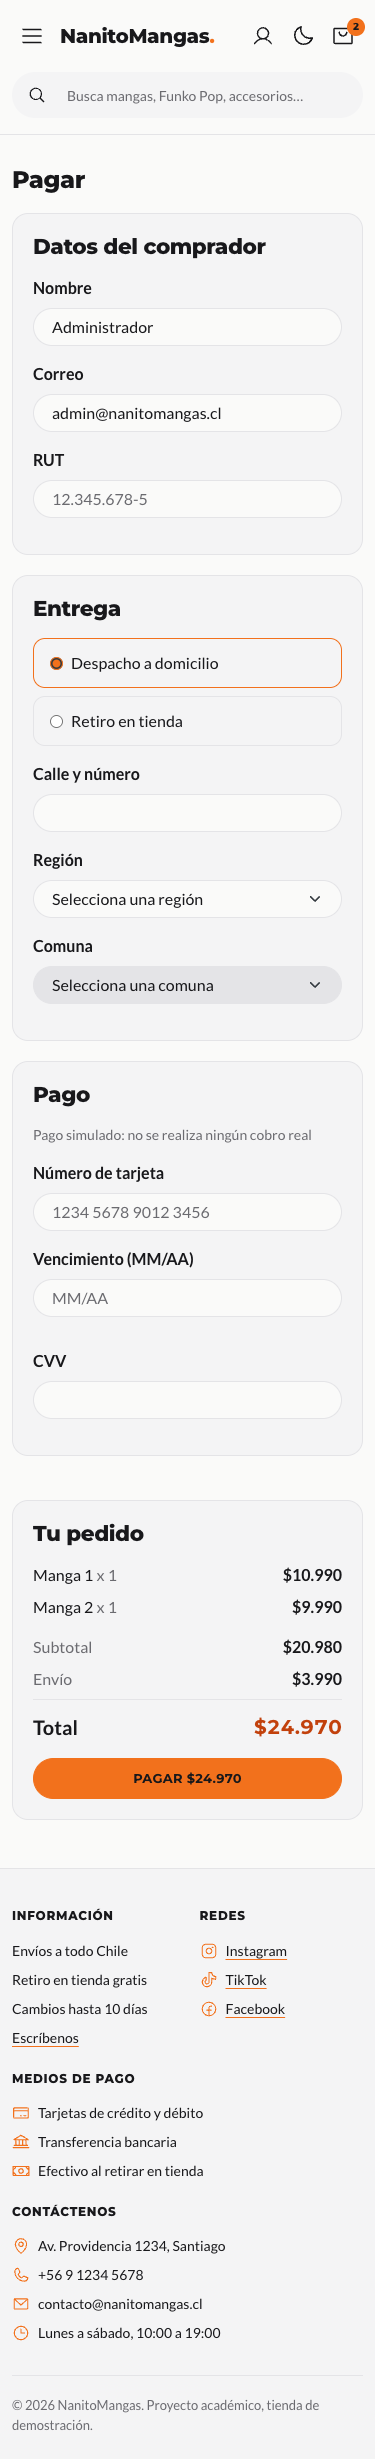 NanitoMangas.
2
Busca mangas, Funko Pop, accesorios...
Pagar
Datos del comprador
Nombre
Administrador
Correo
admin@nanitomangas.cl
RUT
12.345.678-5
Entrega
Despacho a domicilio
Retiro en tienda
Calle y número
Región
Selecciona una región
Comuna
Selecciona una comuna
Pago
Pago simulado: no se realiza ningún cobro real
Número de tarjeta
1234 5678 9012 3456
Vencimiento (MM/AA)
MM/AA
CVV
Tu pedido
Manga 1 x 1 $10.990
Manga 2 x 1 $9.990
Subtotal $20.980
Envío $3.990
Total $24.970
PAGAR $24.970
INFORMACIÓN
Envíos a todo Chile
Retiro en tienda gratis
Cambios hasta 10 días
Escríbenos
REDES
Instagram
TikTok
Facebook
MEDIOS DE PAGO
Tarjetas de crédito y débito
Transferencia bancaria
Efectivo al retirar en tienda
CONTÁCTENOS
Av. Providencia 1234, Santiago
+56 9 1234 5678
contacto@nanitomangas.cl
Lunes a sábado, 10:00 a 19:00
© 2026 NanitoMangas. Proyecto académico, tienda de
demostración.